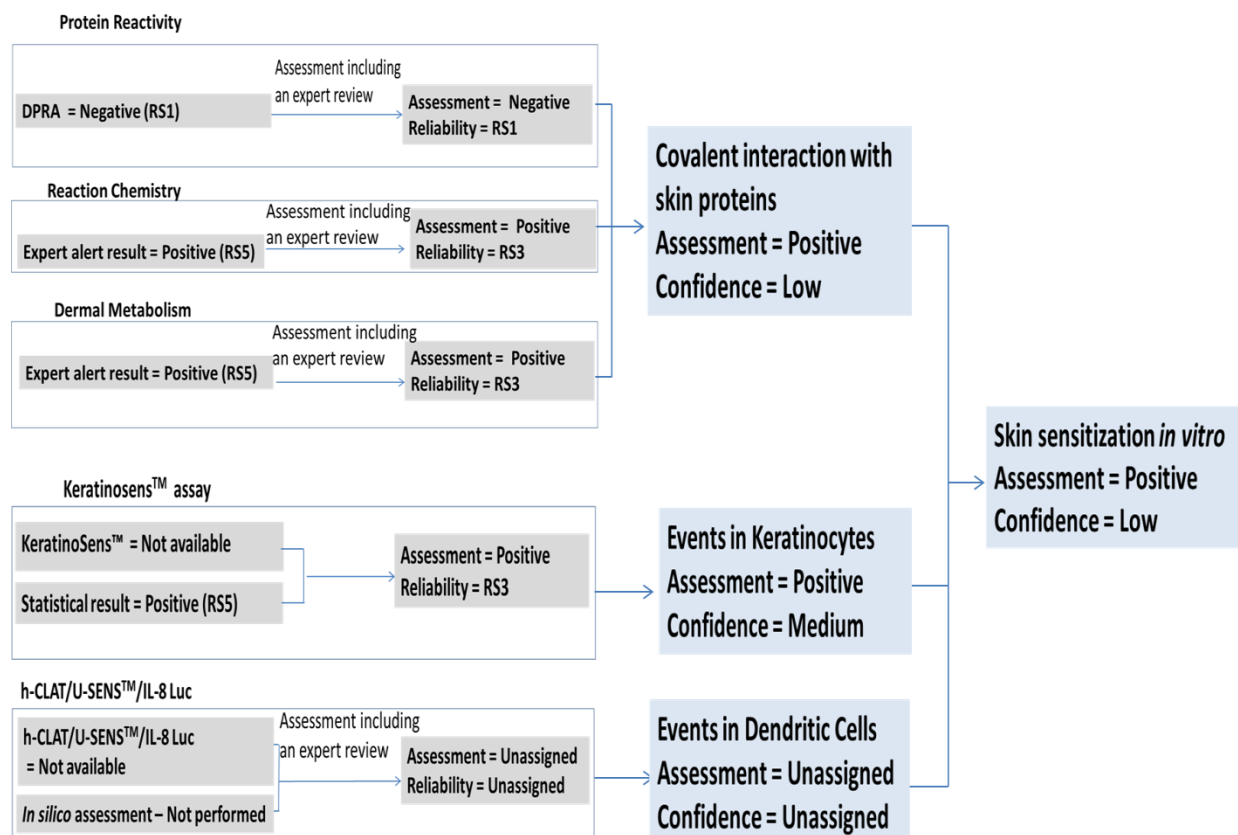 Protein Reactivity
DPRA = Negative (RS1)
Assessment including
an expert review
Assessment = Negative
Reliability = RS1
Reaction Chemistry
Expert alert result = Positive (RS5)
Assessment including
an expert review
Assessment = Positive
Reliability = RS3
Dermal Metabolism
Expert alert result = Positive (RS5)
Assessment including
an expert review
Assessment = Positive
Reliability = RS3
Covalent interaction with
skin proteins
Assessment = Positive
Confidence = Low
Keratinosens™ assay
KeratinoSens™ = Not available
Statistical result = Positive (RS5)
Assessment = Positive
Reliability = RS3
Events in Keratinocytes
Assessment = Positive
Confidence = Medium
h-CLAT/U-SENS™/IL-8 Luc
h-CLAT/U-SENS™/IL-8 Luc
= Not available
In silico assessment – Not performed
Assessment including
an expert review
Assessment = Unassigned
Reliability = Unassigned
Events in Dendritic Cells
Assessment = Unassigned
Confidence = Unassigned
Skin sensitization in vitro
Assessment = Positive
Confidence = Low